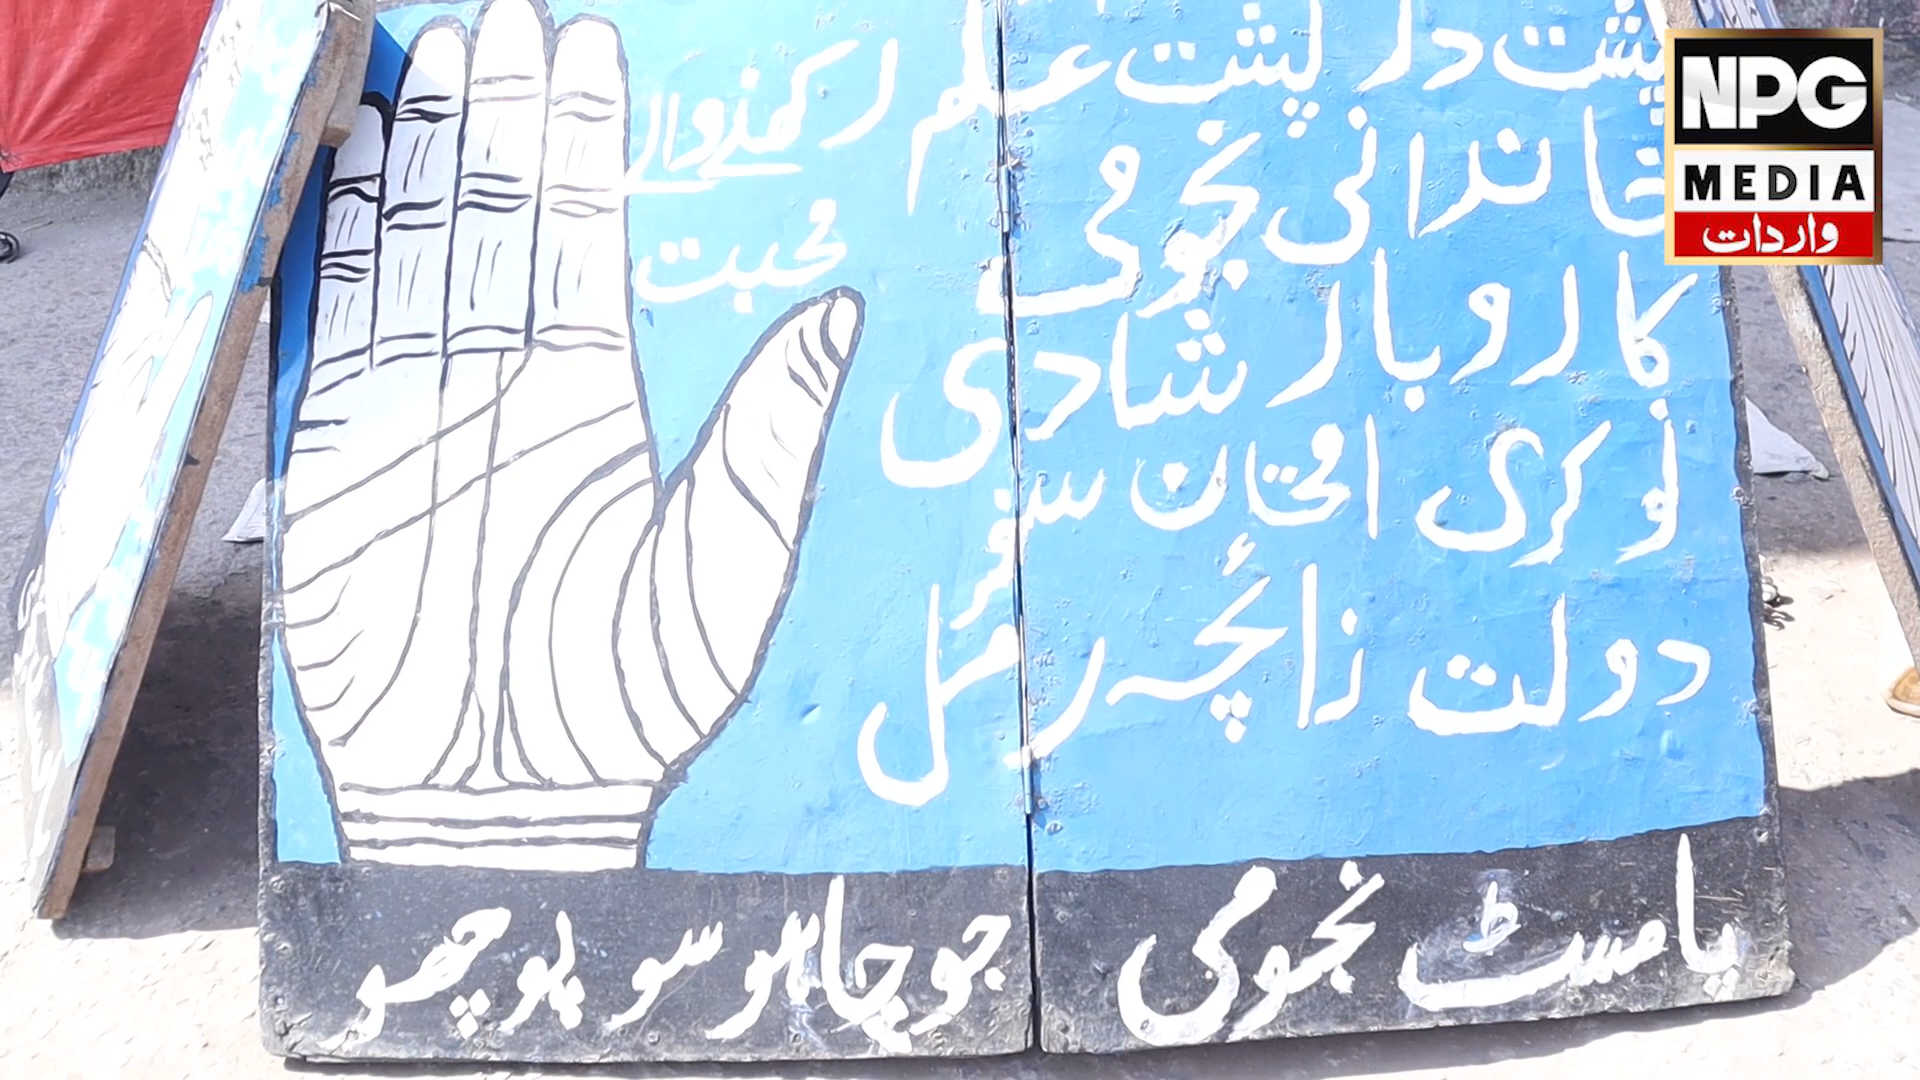 پشت در پشت علم رکھنے والے
خاندانی نجومی محبت
کاروبار شادی
نوکری امتحان سفر
دولت زائچہ رمل
پامسٹ نجومی جو چاہو سو پوچھو
NPG
MEDIA
واردات